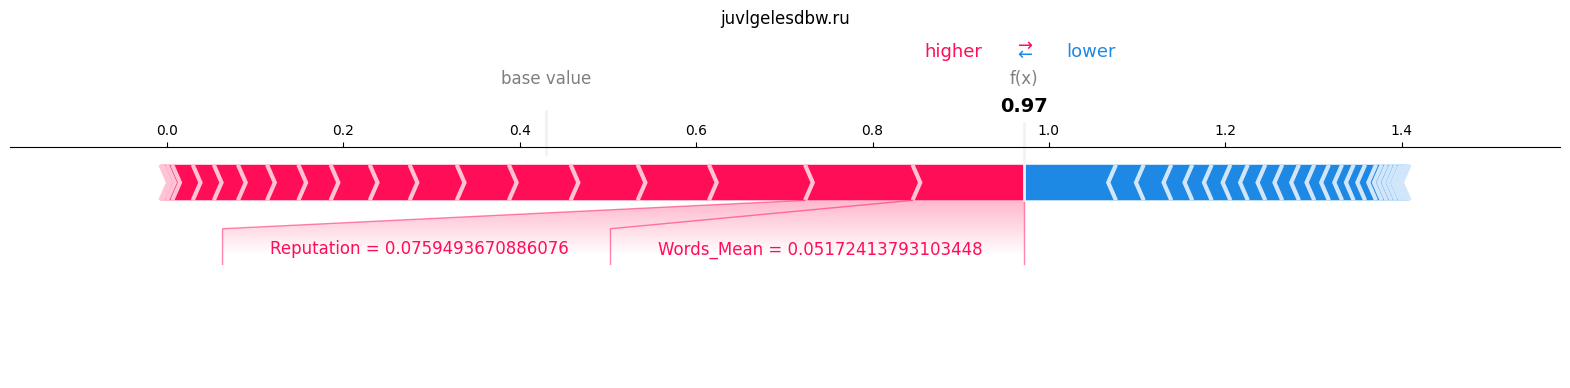 juvlgelesdbw.ru
higher ⇄ lower
base value f(x)
0.97
0.0 0.2 0.4 0.6 0.8 1.0 1.2 1.4
Reputation = 0.0759493670886076 Words_Mean = 0.05172413793103448